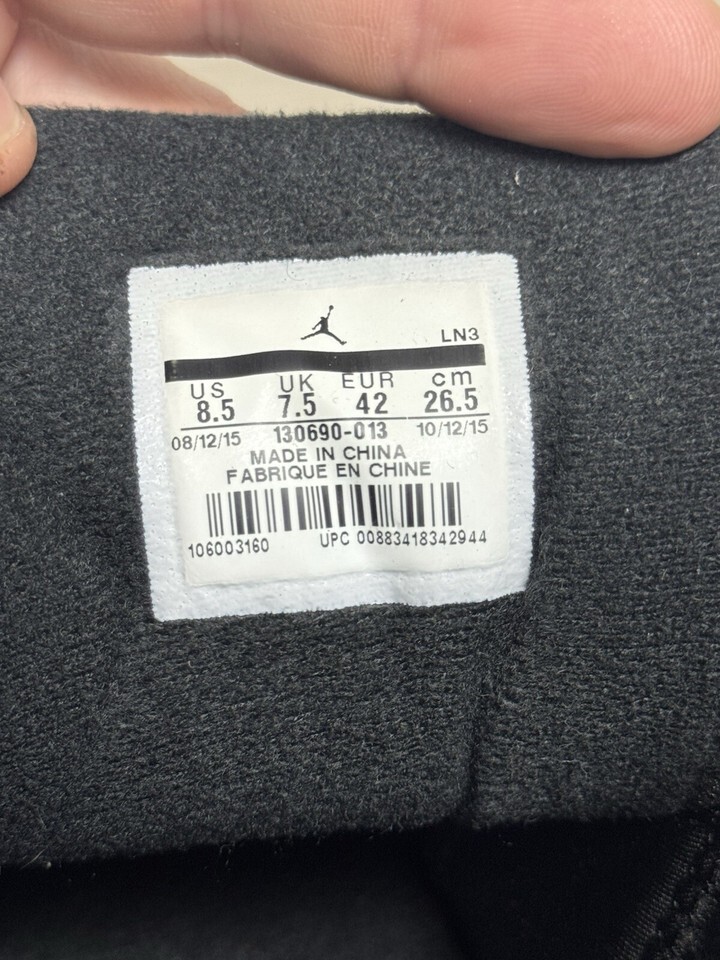 LN3
US UK EUR cm
8.5 7.5 42 26.5
08/12/15 130690-013 10/12/15
MADE IN CHINA
FABRIQUE EN CHINE
106003160 UPC 00883418342944